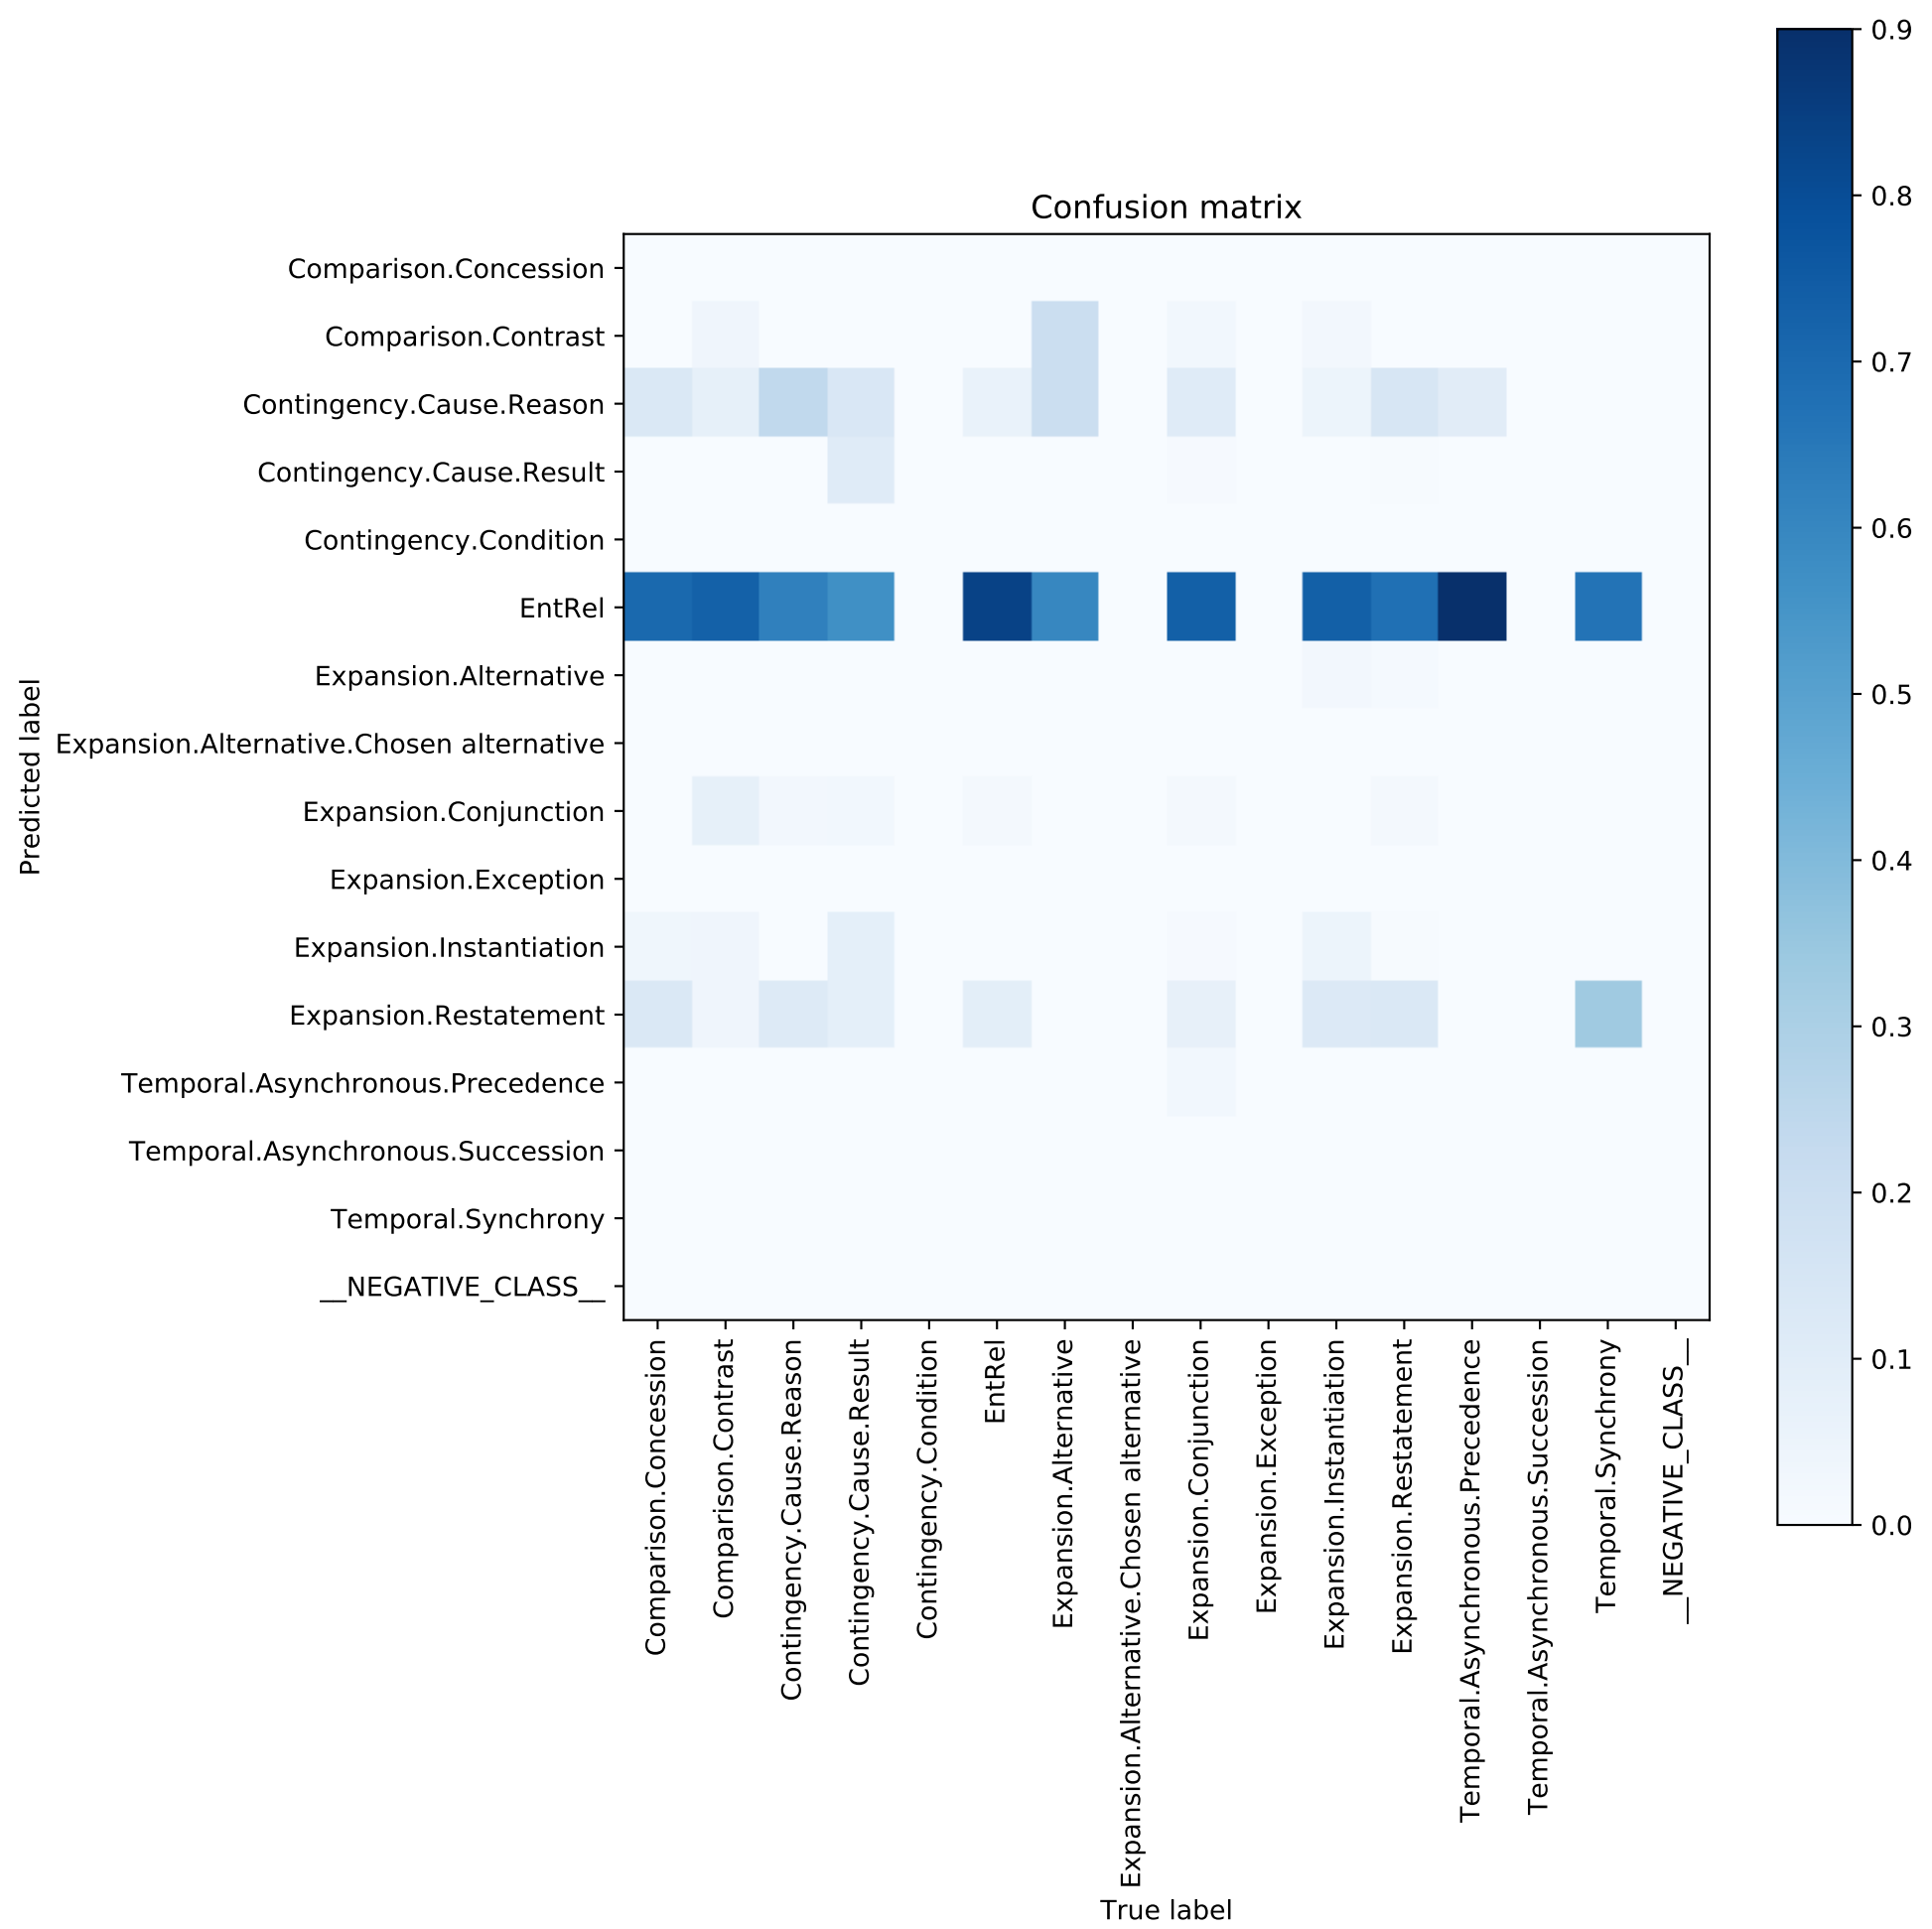 Confusion matrix
Predicted label
Comparison.Concession
Comparison.Contrast
Contingency.Cause.Reason
Contingency.Cause.Result
Contingency.Condition
EntRel
Expansion.Alternative
Expansion.Alternative.Chosen alternative
Expansion.Conjunction
Expansion.Exception
Expansion.Instantiation
Expansion.Restatement
Temporal.Asynchronous.Precedence
Temporal.Asynchronous.Succession
Temporal.Synchrony
__NEGATIVE_CLASS__
Comparison.Concession
Comparison.Contrast
Contingency.Cause.Reason
Contingency.Cause.Result
Contingency.Condition
EntRel
Expansion.Alternative
Expansion.Alternative.Chosen alternative
Expansion.Conjunction
Expansion.Exception
Expansion.Instantiation
Expansion.Restatement
Temporal.Asynchronous.Precedence
Temporal.Asynchronous.Succession
Temporal.Synchrony
__NEGATIVE_CLASS__
True label
0.9
0.8
0.7
0.6
0.5
0.4
0.3
0.2
0.1
0.0